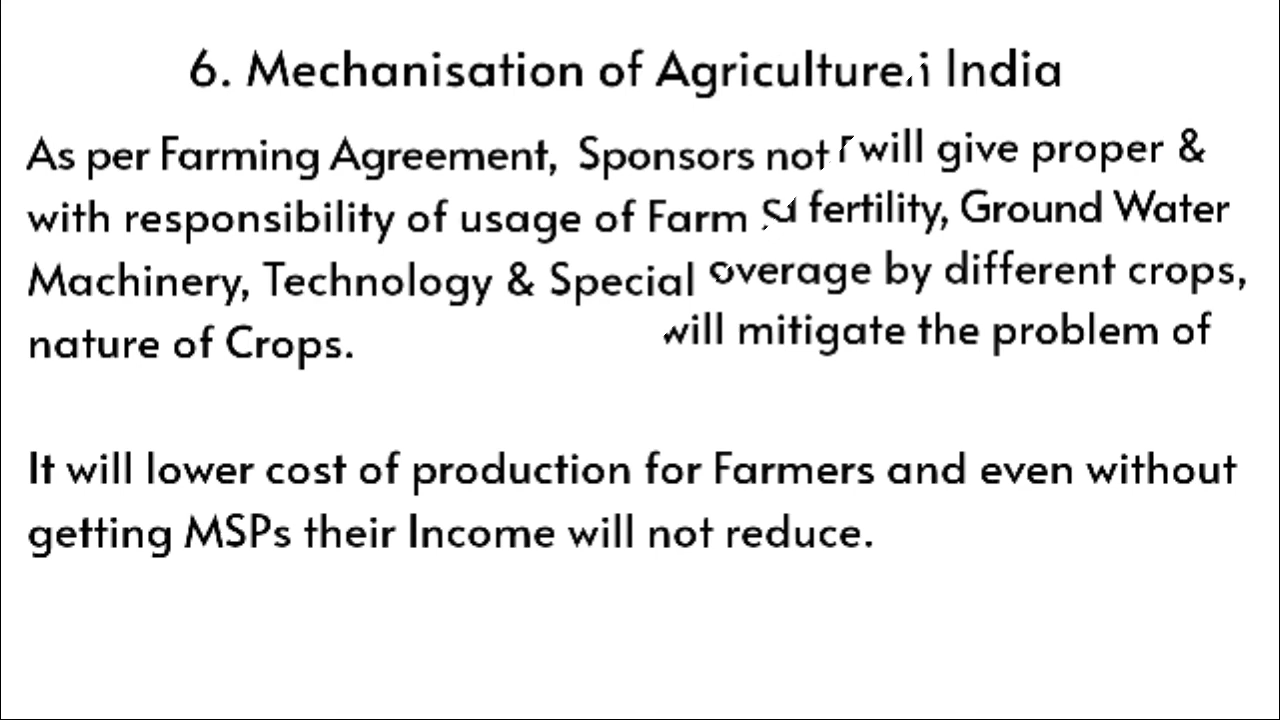 6. Mechanisation of Agriculture India
As per Farming Agreement, Sponsors not will give proper &
with responsibility of usage of Farm fertility, Ground Water
Machinery, Technology & Special overage by different crops,
nature of Crops. will mitigate the problem of
It will lower cost of production for Farmers and even without
getting MSPs their Income will not reduce.